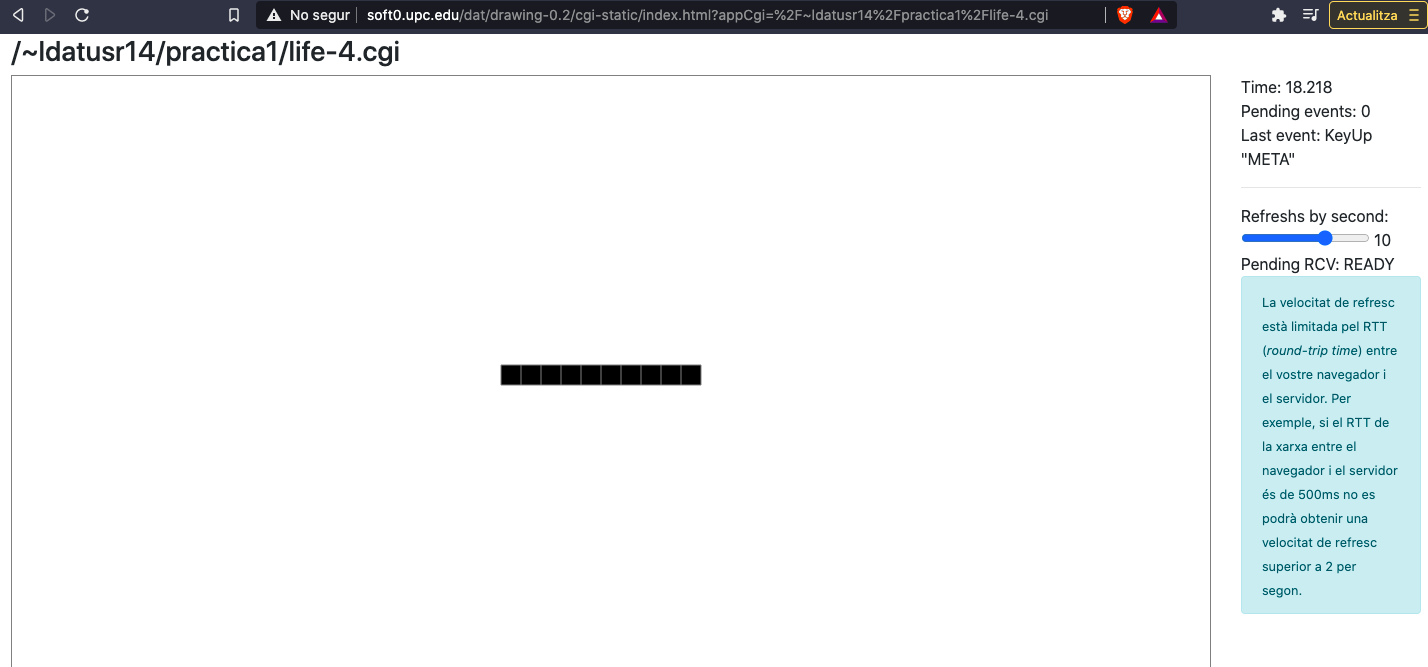 No segur
soft0.upc.edu/dat/drawing-0.2/cgi-static/index.html?appCgi=%2F~ldatusr14%2Fpractica1%2Flife-4.cgi
Actualitza
/~ldatusr14/practica1/life-4.cgi
Time: 18.218
Pending events: 0
Last event: KeyUp
"META"
Refreshs by second:
10
Pending RCV: READY
La velocitat de refresc
està limitada pel RTT
(round-trip time) entre
el vostre navegador i
el servidor. Per
exemple, si el RTT de
la xarxa entre el
navegador i el servidor
és de 500ms no es
podrà obtenir una
velocitat de refresc
superior a 2 per
segon.